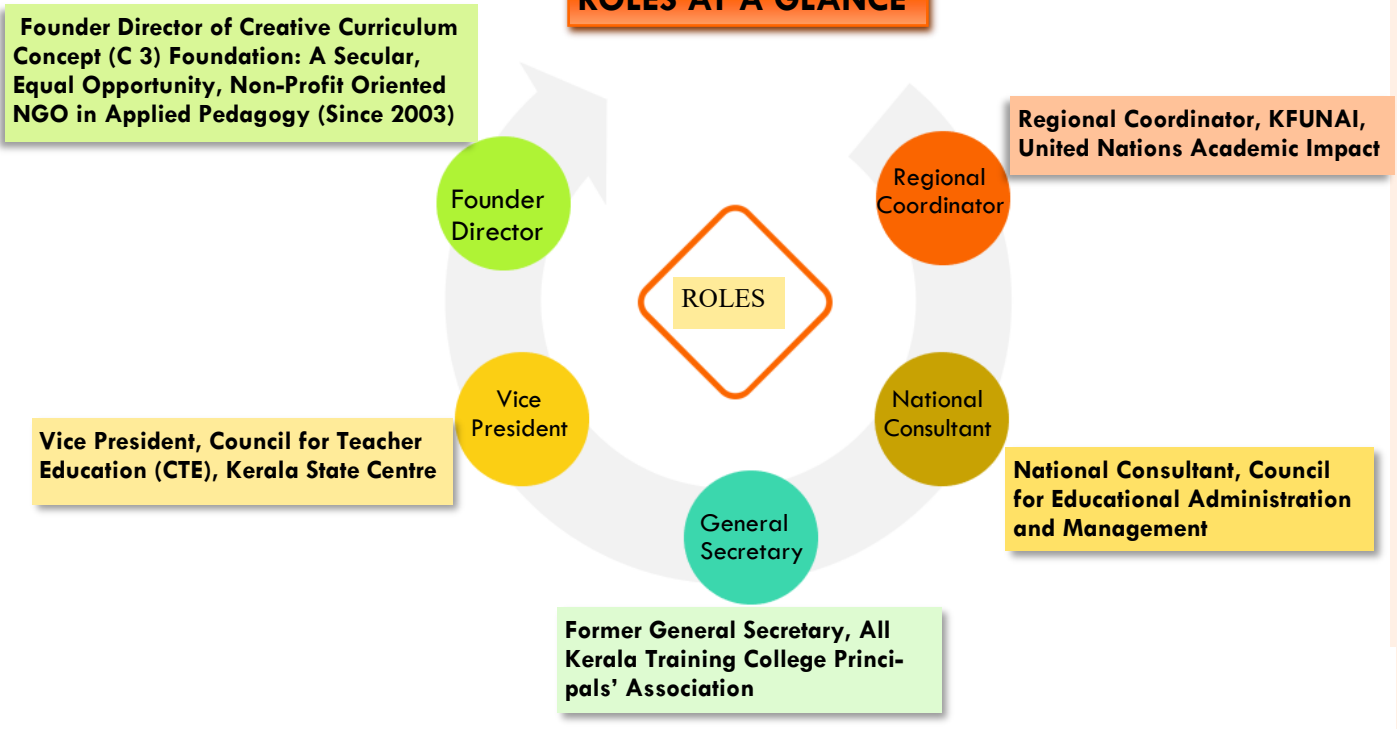 ROLES AT A GLANCE
Founder Director of Creative Curriculum
Concept (C 3) Foundation: A Secular,
Equal Opportunity, Non-Profit Oriented
NGO in Applied Pedagogy (Since 2003)
Regional Coordinator, KFUNAI,
United Nations Academic Impact
Regional
Coordinator
Founder
Director
ROLES
Vice
President
National
Consultant
Vice President, Council for Teacher
Education (CTE), Kerala State Centre
National Consultant, Council
for Educational Administration
and Management
General
Secretary
Former General Secretary, All
Kerala Training College Princi-
pals’ Association